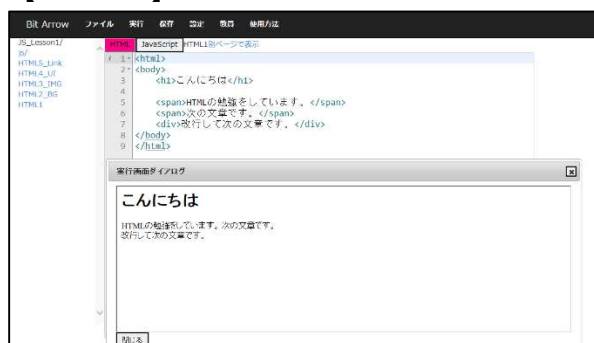 Bit Arrow ファイル 実行 保存 設定 教員 使用方法
JS_Lesson1/
js/
HTML5_Link
HTML4_UI
HTML3_IMG
HTML2_BG
HTML1
HTML JavaScript HTML1別ページで表示
1 <html>
2 <body>
3 <h1>こんにちは</h1>
4
5 <span>HTMLの勉強をしています。</span>
6 <span>次の文章です。</span>
7 <div>改行して次の文章です。</div>
8 </body>
9 </html>
実行画面ダイアログ
こんにちは
HTMLの勉強をしています。次の文章です。
改行して次の文章です。
閉じる